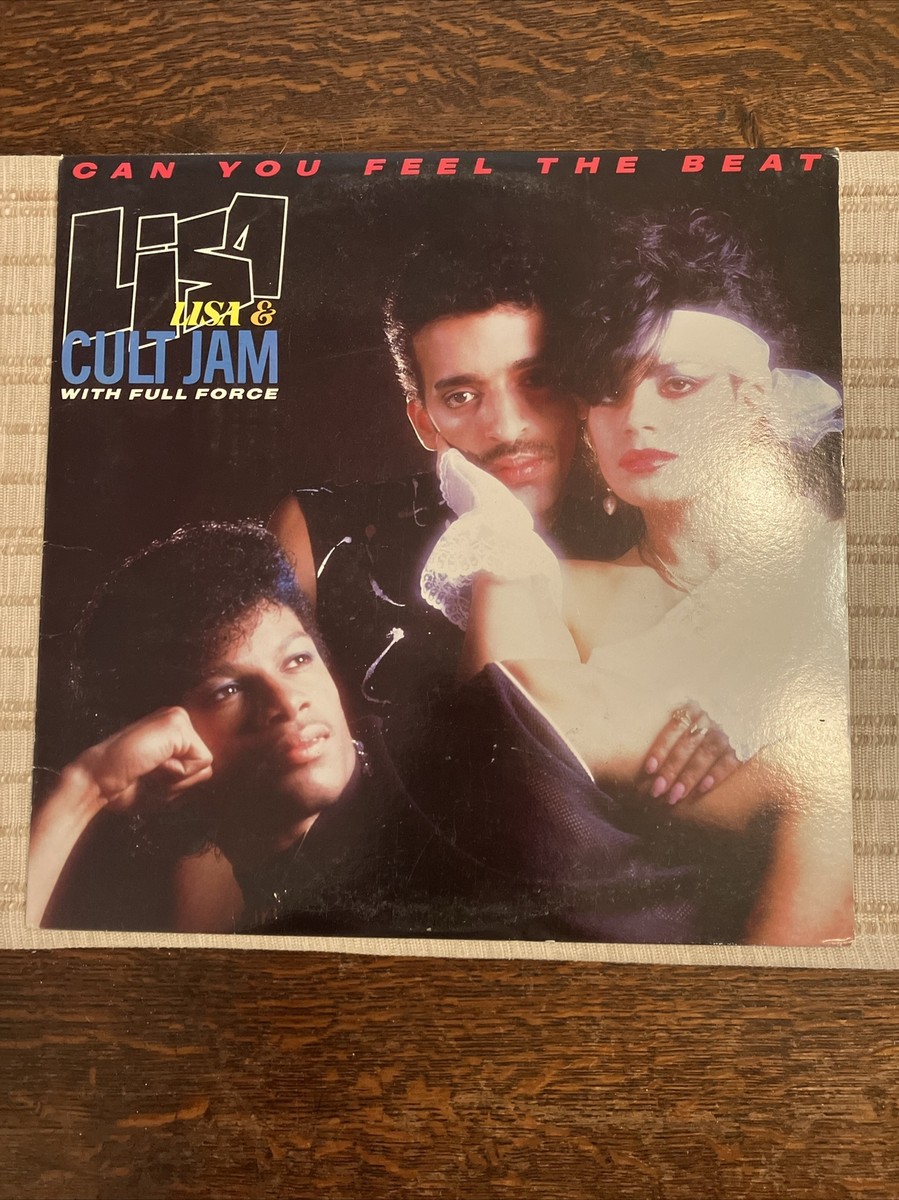 CAN YOU FEEL THE BEAT
LISA
LISA &
CULT JAM
WITH FULL FORCE